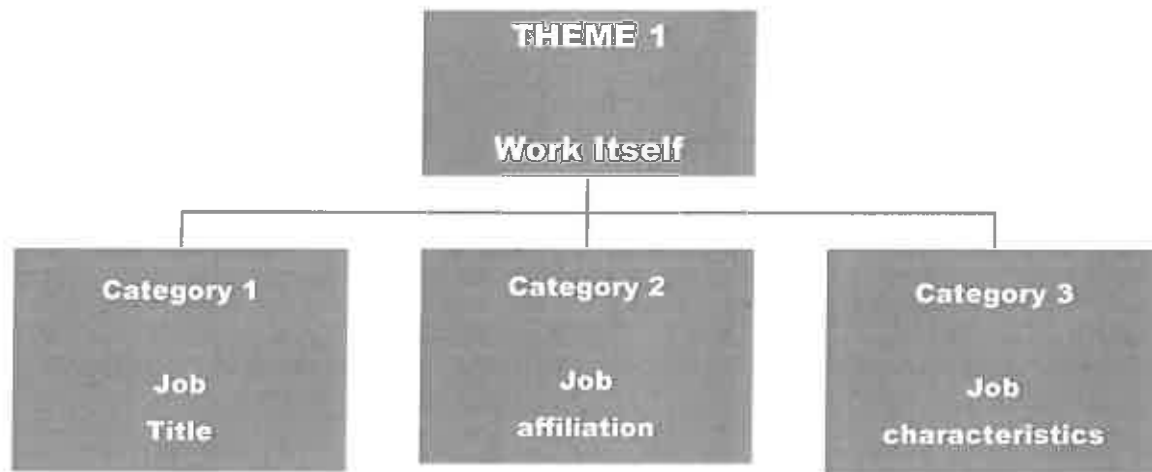 THEME 1
Work Itself
Category 1
Job
Title
Category 2
Job
affiliation
Category 3
Job
characteristics